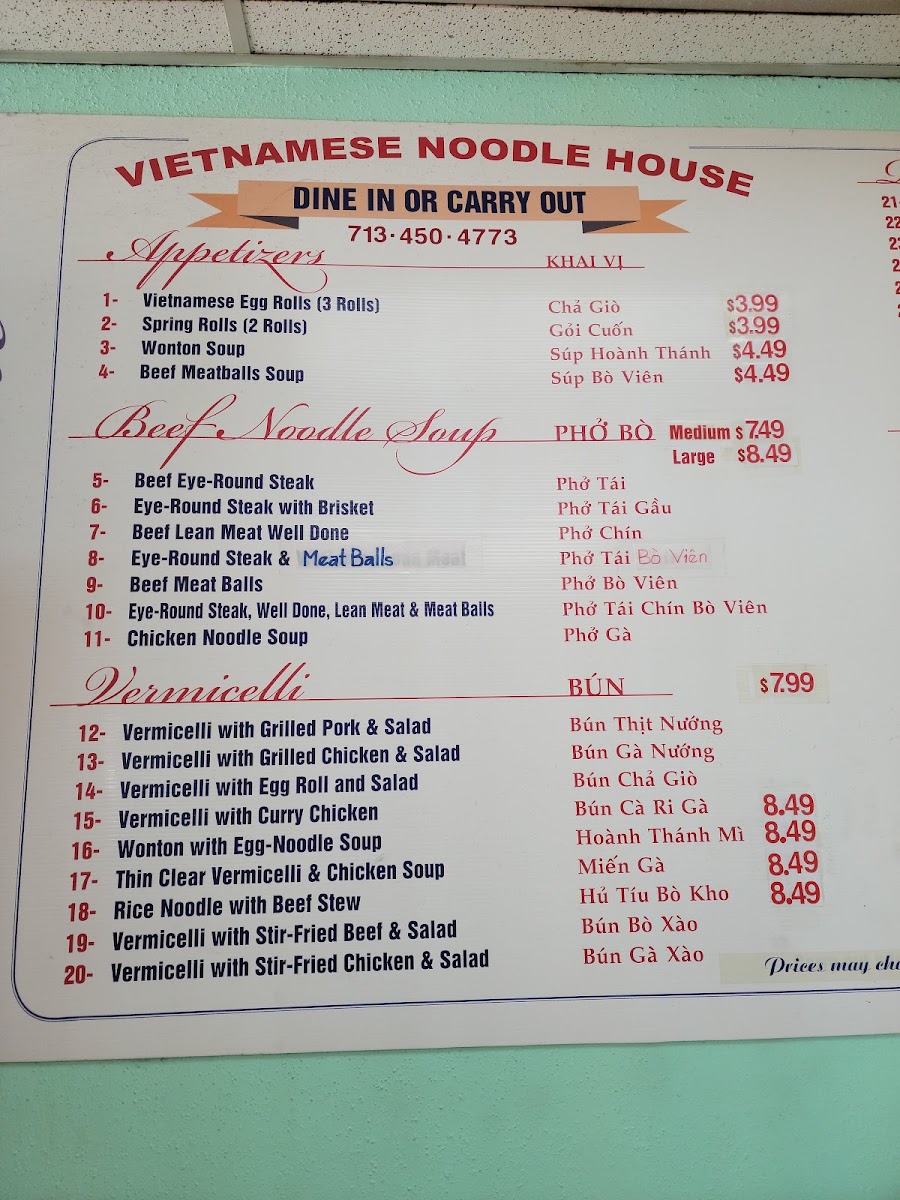 VIETNAMESE NOODLE HOUSE
DINE IN OR CARRY OUT
713·450·4773
Appetizers KHAI VỊ
1- Vietnamese Egg Rolls (3 Rolls) Chả Giò $3.99
2- Spring Rolls (2 Rolls) Gỏi Cuốn $3.99
3- Wonton Soup Súp Hoành Thánh $4.49
4- Beef Meatballs Soup Súp Bò Viên $4.49
Beef Noodle Soup PHỞ BÒ Medium $7.49
Large $8.49
5- Beef Eye-Round Steak Phở Tái
6- Eye-Round Steak with Brisket Phở Tái Gầu
7- Beef Lean Meat Well Done Phở Chín
8- Eye-Round Steak & Meat Balls Phở Tái Bò Viên
9- Beef Meat Balls Phở Bò Viên
10- Eye-Round Steak, Well Done, Lean Meat & Meat Balls Phở Tái Chín Bò Viên
11- Chicken Noodle Soup Phở Gà
Vermicelli BÚN $7.99
12- Vermicelli with Grilled Pork & Salad Bún Thịt Nướng
13- Vermicelli with Grilled Chicken & Salad Bún Gà Nướng
14- Vermicelli with Egg Roll and Salad Bún Chả Giò
15- Vermicelli with Curry Chicken Bún Cà Ri Gà 8.49
16- Wonton with Egg-Noodle Soup Hoành Thánh Mì 8.49
17- Thin Clear Vermicelli & Chicken Soup Miến Gà 8.49
18- Rice Noodle with Beef Stew Hủ Tíu Bò Kho 8.49
19- Vermicelli with Stir-Fried Beef & Salad Bún Bò Xào
20- Vermicelli with Stir-Fried Chicken & Salad Bún Gà Xào
Prices may cha
21-
22
23